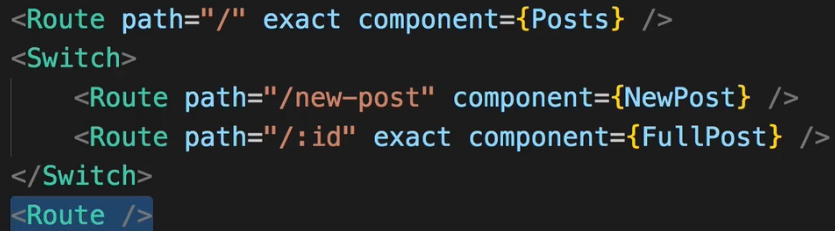 <Route path="/" exact component={Posts} />
<Switch>
<Route path="/new-post" component={NewPost} />
<Route path="/:id" exact component={FullPost} />
</Switch>
<Route />